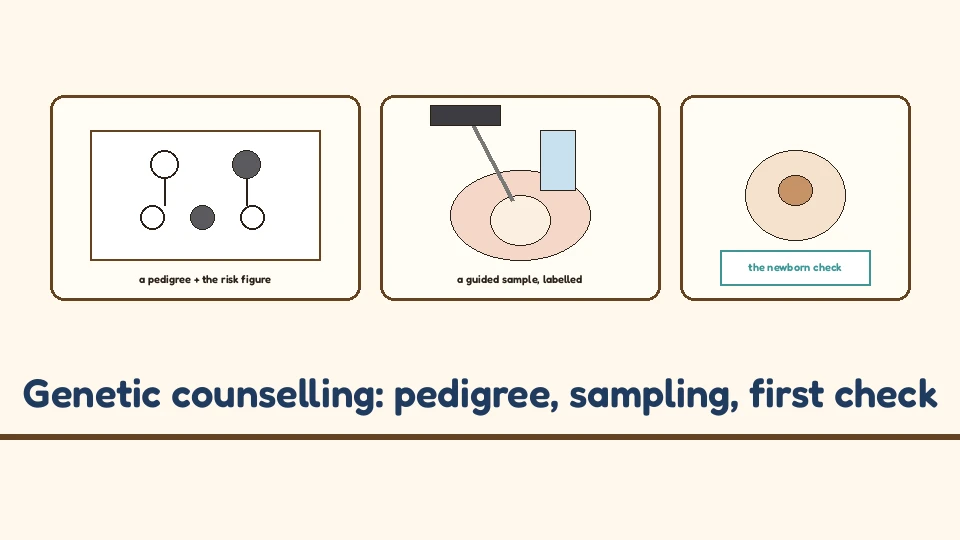 a pedigree + the risk figure
a guided sample, labelled
the newborn check
Genetic counselling: pedigree, sampling, first check